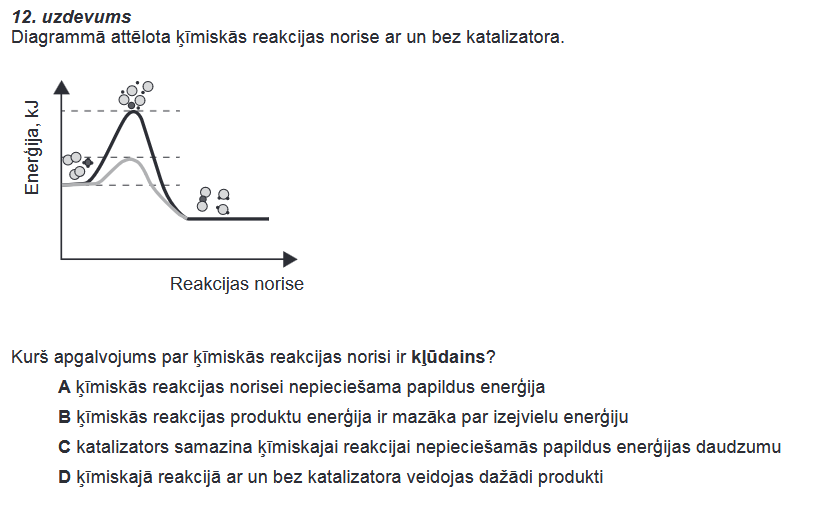 12. uzdevums
Diagrammā attēlota ķīmiskās reakcijas norise ar un bez katalizatora.
Enerģija, kJ
Reakcijas norise
Kurš apgalvojums par ķīmiskās reakcijas norisi ir kļūdains?
A ķīmiskās reakcijas norisei nepieciešama papildus enerģija
B ķīmiskās reakcijas produktu enerģija ir mazāka par izejvielu enerģiju
C katalizators samazina ķīmiskajai reakcijai nepieciešamās papildus enerģijas daudzumu
D ķīmiskajā reakcijā ar un bez katalizatora veidojas dažādi produkti